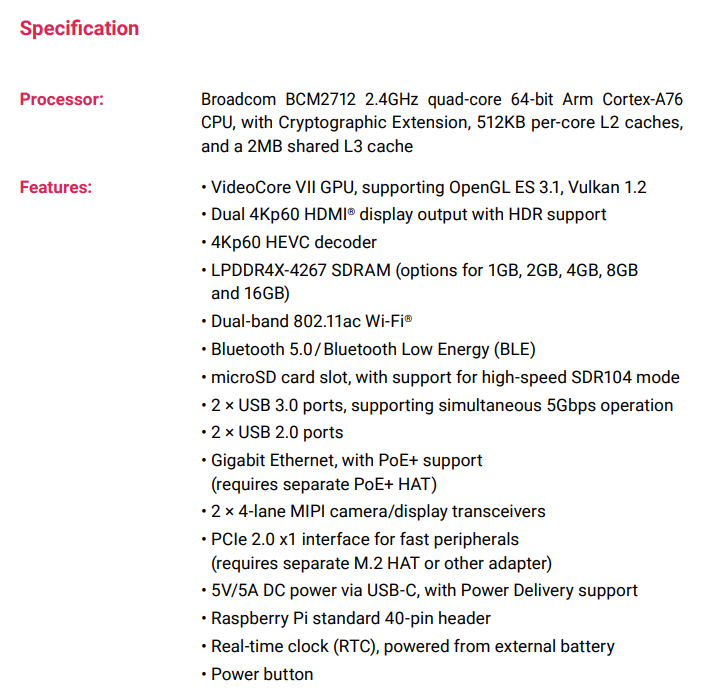 Specification
Processor: Broadcom BCM2712 2.4GHz quad-core 64-bit Arm Cortex-A76
CPU, with Cryptographic Extension, 512KB per-core L2 caches,
and a 2MB shared L3 cache
Features: • VideoCore VII GPU, supporting OpenGL ES 3.1, Vulkan 1.2
• Dual 4Kp60 HDMI® display output with HDR support
• 4Kp60 HEVC decoder
• LPDDR4X-4267 SDRAM (options for 1GB, 2GB, 4GB, 8GB
and 16GB)
• Dual-band 802.11ac Wi-Fi®
• Bluetooth 5.0/Bluetooth Low Energy (BLE)
• microSD card slot, with support for high-speed SDR104 mode
• 2 × USB 3.0 ports, supporting simultaneous 5Gbps operation
• 2 × USB 2.0 ports
• Gigabit Ethernet, with PoE+ support
(requires separate PoE+ HAT)
• 2 × 4-lane MIPI camera/display transceivers
• PCIe 2.0 x1 interface for fast peripherals
(requires separate M.2 HAT or other adapter)
• 5V/5A DC power via USB-C, with Power Delivery support
• Raspberry Pi standard 40-pin header
• Real-time clock (RTC), powered from external battery
• Power button